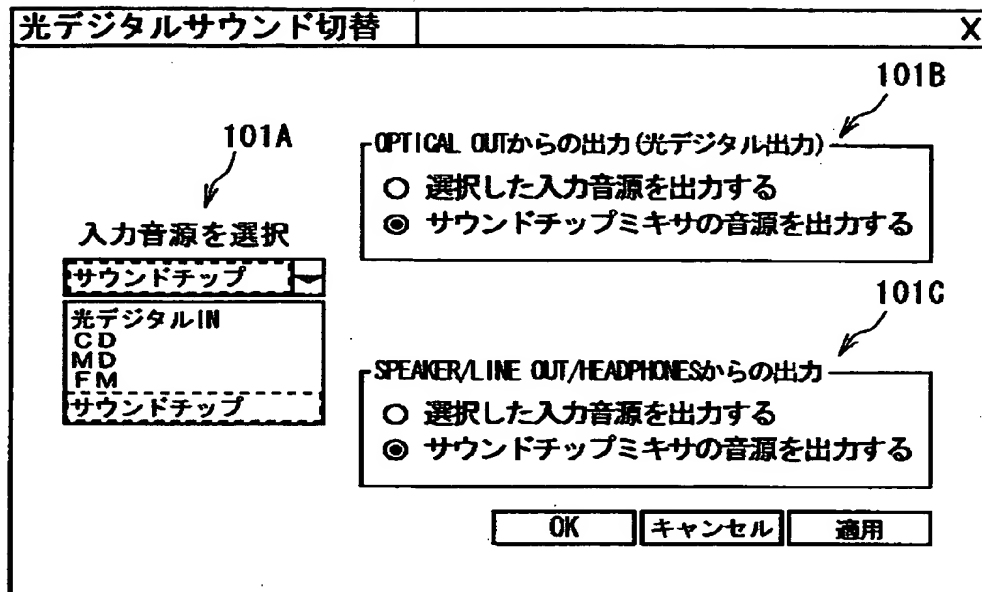 光デジタルサウンド切替
X
101A
入力音源を選択
サウンドチップ
光デジタルIN
CD
MD
FM
サウンドチップ
101B
OPTICAL OUTからの出力(光デジタル出力)
選択した入力音源を出力する
サウンドチップミキサの音源を出力する
101C
SPEAKER/LINE OUT/HEADPHONESからの出力
選択した入力音源を出力する
サウンドチップミキサの音源を出力する
OK キャンセル 適用